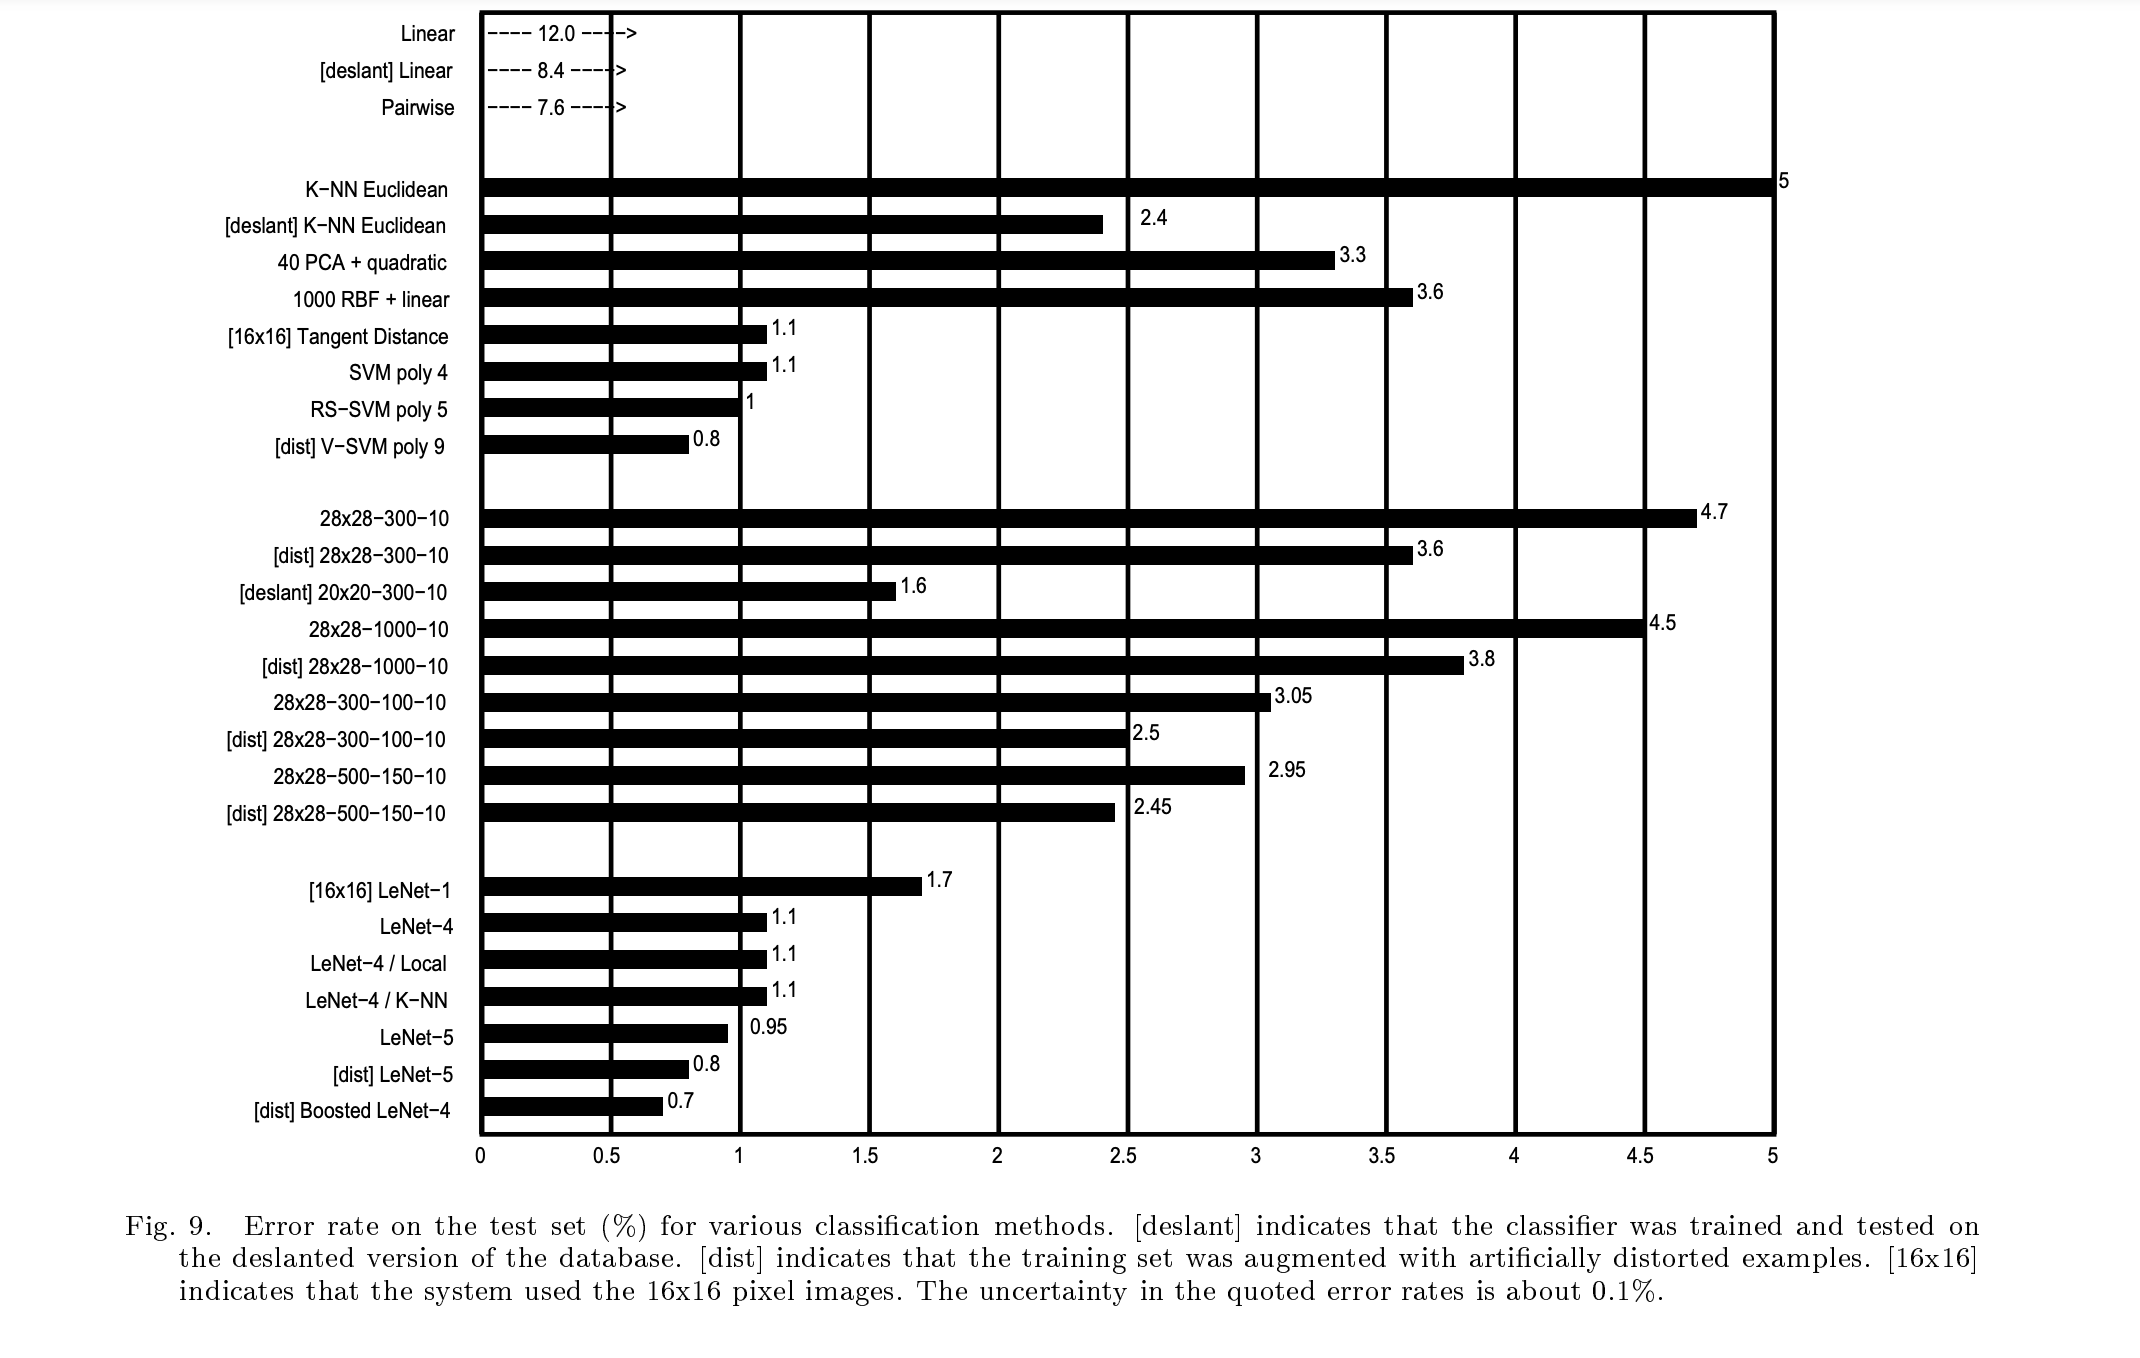 Linear ---- 12.0 ---->
[deslant] Linear ---- 8.4 ---->
Pairwise ---- 7.6 ---->
K−NN Euclidean 5
[deslant] K−NN Euclidean 2.4
40 PCA + quadratic 3.3
1000 RBF + linear 3.6
[16x16] Tangent Distance 1.1
SVM poly 4 1.1
RS−SVM poly 5 1
[dist] V−SVM poly 9 0.8
28x28−300−10 4.7
[dist] 28x28−300−10 3.6
[deslant] 20x20−300−10 1.6
28x28−1000−10 4.5
[dist] 28x28−1000−10 3.8
28x28−300−100−10 3.05
[dist] 28x28−300−100−10 2.5
28x28−500−150−10 2.95
[dist] 28x28−500−150−10 2.45
[16x16] LeNet−1 1.7
LeNet−4 1.1
LeNet−4 / Local 1.1
LeNet−4 / K−NN 1.1
LeNet−5 0.95
[dist] LeNet−5 0.8
[dist] Boosted LeNet−4 0.7
0 0.5 1 1.5 2 2.5 3 3.5 4 4.5 5
Fig. 9. Error rate on the test set (%) for various classification methods. [deslant] indicates that the classifier was trained and tested on
the deslanted version of the database. [dist] indicates that the training set was augmented with artificially distorted examples. [16x16]
indicates that the system used the 16x16 pixel images. The uncertainty in the quoted error rates is about 0.1%.